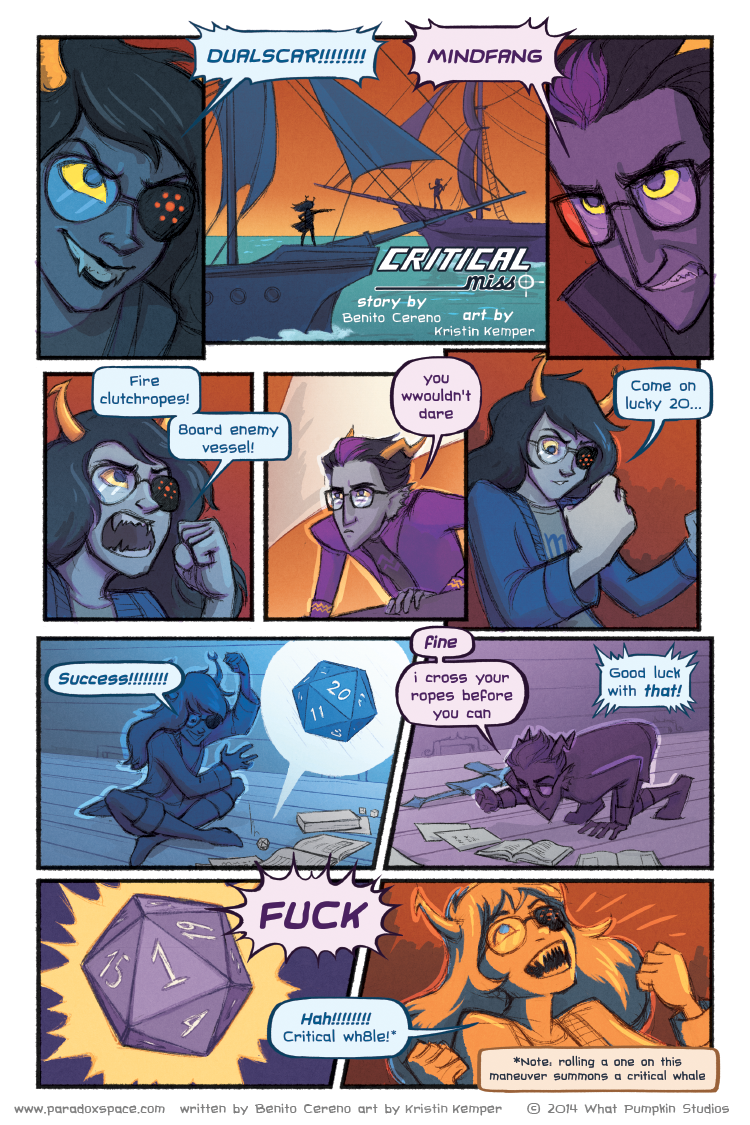 DUALSCAR!!!!!!!!
MINDFANG
CRITICAL
miss
story by
Benito Cereno
art by
Kristin Kemper
Fire
clutchropes!
Board enemy
vessel!
you
wwouldn't
dare
Come on
lucky 20...
m
Success!!!!!!!!
20
11
fine
i cross your
ropes before
you can
Good luck
with that!
FUCK
19
15
1
4
Hah!!!!!!!!
Critical wh8le!*
*Note: rolling a one on this
maneuver summons a critical whale
www.paradoxspace.com written by Benito Cereno art by Kristin Kemper © 2014 What Pumpkin Studios